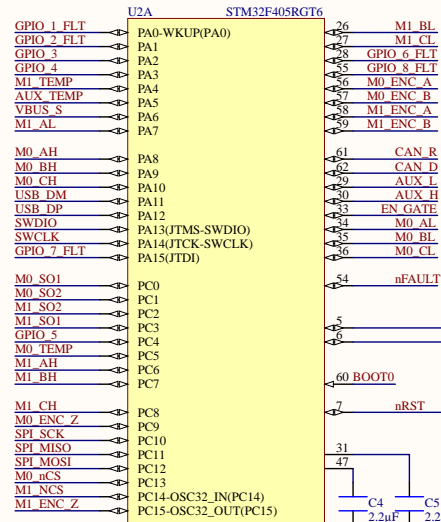 U2A STM32F405RGT6
GPIO_1_FLT PA0-WKUP(PA0) 26 M1_BL
GPIO_2_FLT PA1 27 M1_CL
GPIO_3 PA2 28 GPIO_6_FLT
GPIO_4 PA3 55 GPIO_8_FLT
M1_TEMP PA4 56 M0_ENC_A
AUX_TEMP PA5 57 M0_ENC_B
VBUS_S PA6 58 M1_ENC_A
M1_AL PA7 59 M1_ENC_B
M0_AH PA8 61 CAN_R
M0_BH PA9 62 CAN_D
M0_CH PA10 29 AUX_L
USB_DM PA11 30 AUX_H
USB_DP PA12 33 EN_GATE
SWDIO PA13(JTMS-SWDIO) 34 M0_AL
SWCLK PA14(JTCK-SWCLK) 35 M0_BL
GPIO_7_FLT PA15(JTDI) 36 M0_CL
M0_SO1 PC0 54 nFAULT
M0_SO2 PC1
M1_SO2 PC2
M1_SO1 PC3 5
GPIO_5 PC4 6
M0_TEMP PC5
M1_AH PC6
M1_BH PC7 60 BOOT0
M1_CH PC8 7 nRST
M0_ENC_Z PC9
SPI_SCK PC10
SPI_MISO PC11 31
SPI_MOSI PC12 47
M0_nCS PC13
M1_NCS PC14-OSC32_IN(PC14) C4 C5
M1_ENC_Z PC15-OSC32_OUT(PC15) 2.2µF 2.2